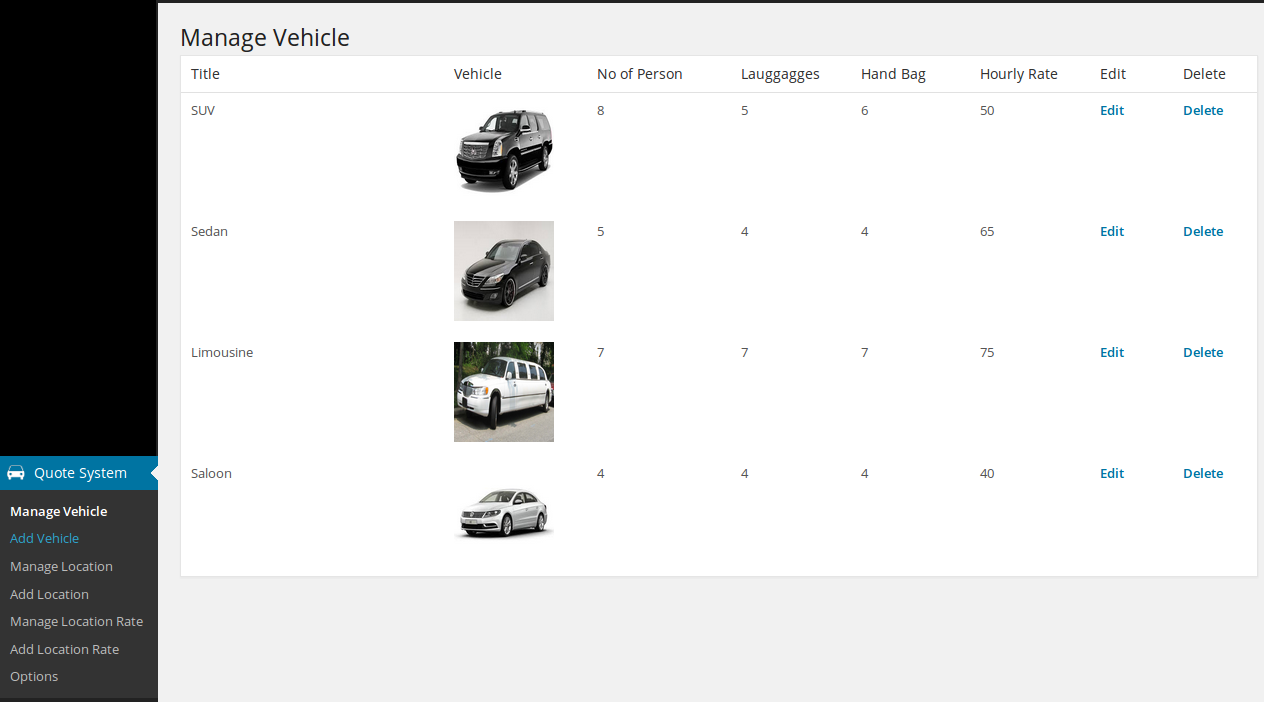 Manage Vehicle
Title Vehicle No of Person Lauggagges Hand Bag Hourly Rate Edit Delete
SUV 8 5 6 50 Edit Delete
Sedan 5 4 4 65 Edit Delete
Limousine 7 7 7 75 Edit Delete
Saloon 4 4 4 40 Edit Delete
Quote System
Manage Vehicle
Add Vehicle
Manage Location
Add Location
Manage Location Rate
Add Location Rate
Options